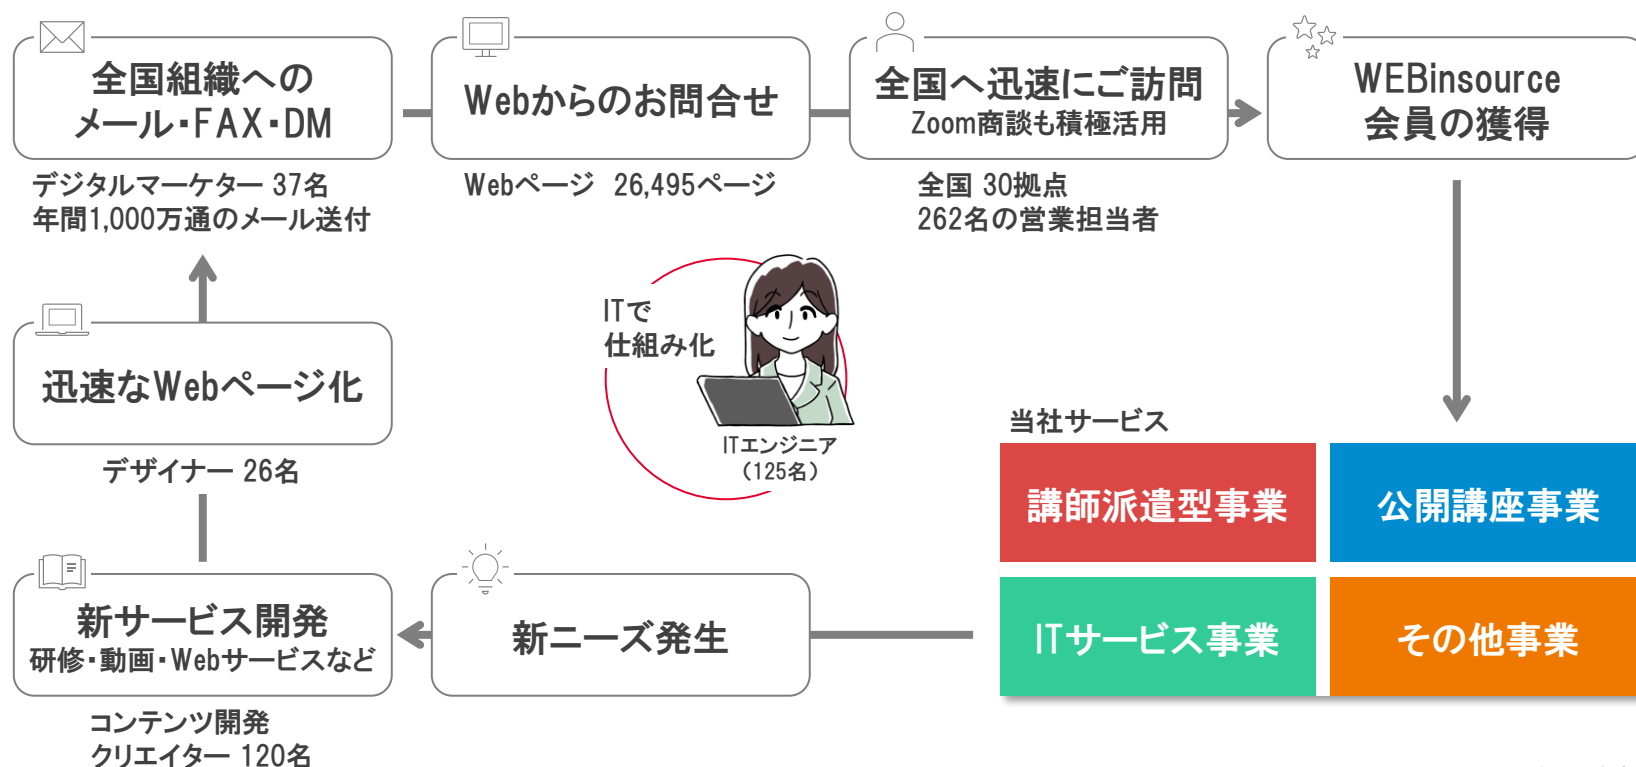 全国組織への
メール・FAX・DM
デジタルマーケター 37名
年間1,000万通のメール送付
Webからのお問合せ
Webページ 26,495ページ
全国へ迅速にご訪問
Zoom商談も積極活用
全国 30拠点
262名の営業担当者
WEBinsource
会員の獲得
当社サービス
講師派遣型事業
公開講座事業
ITサービス事業
その他事業
新ニーズ発生
新サービス開発
研修・動画・Webサービスなど
コンテンツ開発
クリエイター 120名
迅速なWebページ化
デザイナー 26名
ITで
仕組み化
ITエンジニア
（125名）